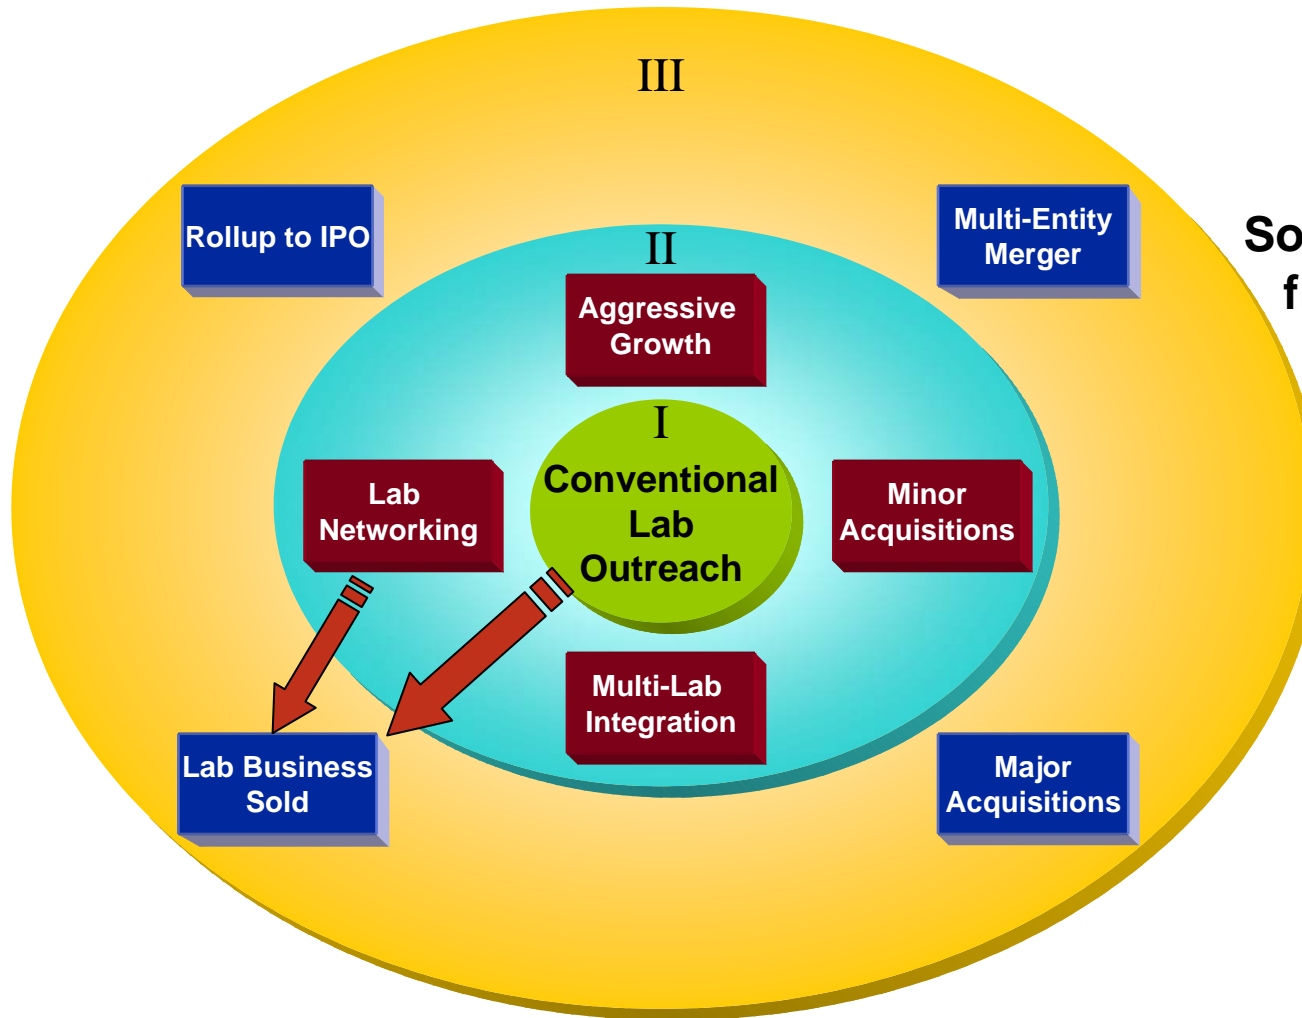 III
Rollup to IPO
Multi-Entity
Merger
So
f
II
Aggressive
Growth
I
Conventional
Lab
Outreach
Lab
Networking
Minor
Acquisitions
Multi-Lab
Integration
Lab Business
Sold
Major
Acquisitions